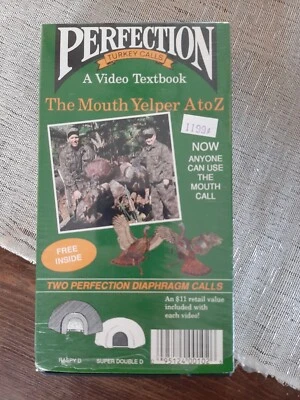 PERFECTION
TURKEY CALLS
A Video Textbook
The Mouth Yelper A to Z
NOW
ANYONE
CAN USE
THE
MOUTH
CALL
FREE
INSIDE
TWO PERFECTION DIAPHRAGM CALLS
An $11 retail value
included with
each video!
RASPY D
SUPER DOUBLE D